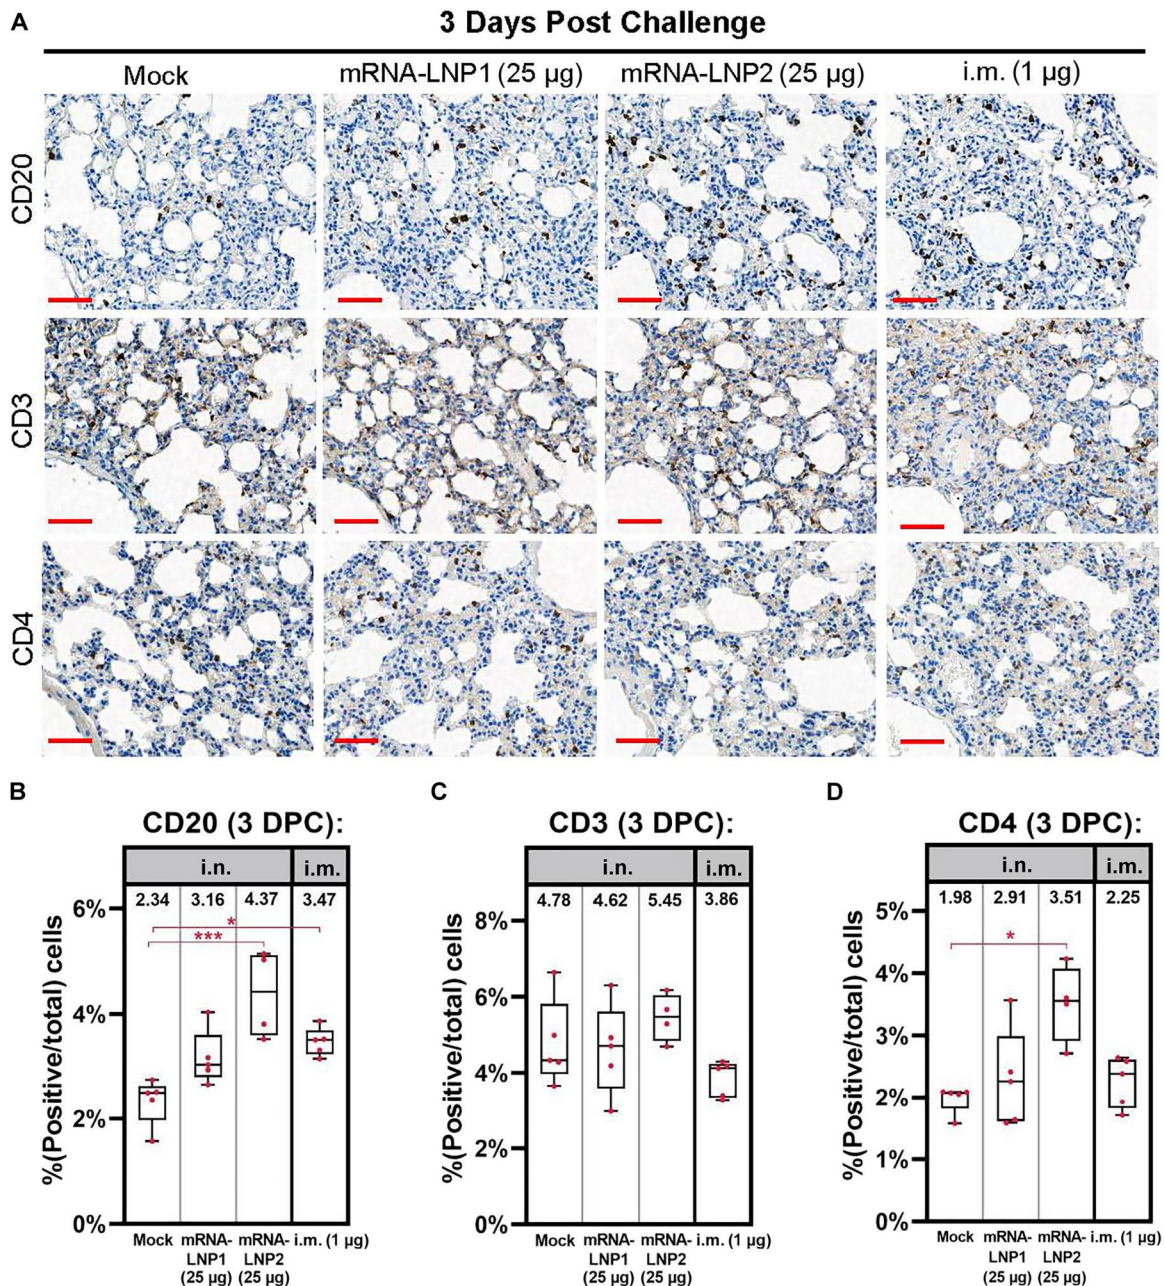 A
3 Days Post Challenge
Mock mRNA-LNP1 (25 µg) mRNA-LNP2 (25 µg) i.m. (1 µg)
CD20
CD3
CD4
B
CD20 (3 DPC):
i.n. i.m.
2.34 3.16 4.37 3.47
*
***
%(Positive/total) cells
6%
4%
2%
0%
Mock mRNA- mRNA- i.m. (1 µg)
LNP1 LNP2
(25 µg) (25 µg)
C
CD3 (3 DPC):
i.n. i.m.
4.78 4.62 5.45 3.86
%(Positive/total) cells
8%
6%
4%
2%
0%
Mock mRNA- mRNA- i.m. (1 µg)
LNP1 LNP2
(25 µg) (25 µg)
D
CD4 (3 DPC):
i.n. i.m.
1.98 2.91 3.51 2.25
*
%(Positive/total) cells
5%
4%
3%
2%
1%
0%
Mock mRNA- mRNA- i.m. (1 µg)
LNP1 LNP2
(25 µg) (25 µg)